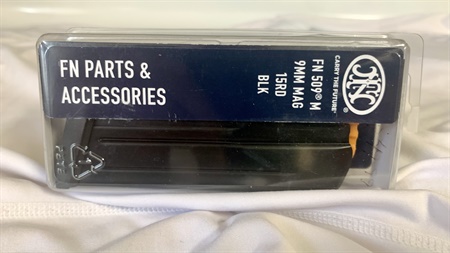 FN PARTS &
ACCESSORIES
FN 509® M
9MM MAG
15RD
BLK
FN
CARRY THE FUTURE®